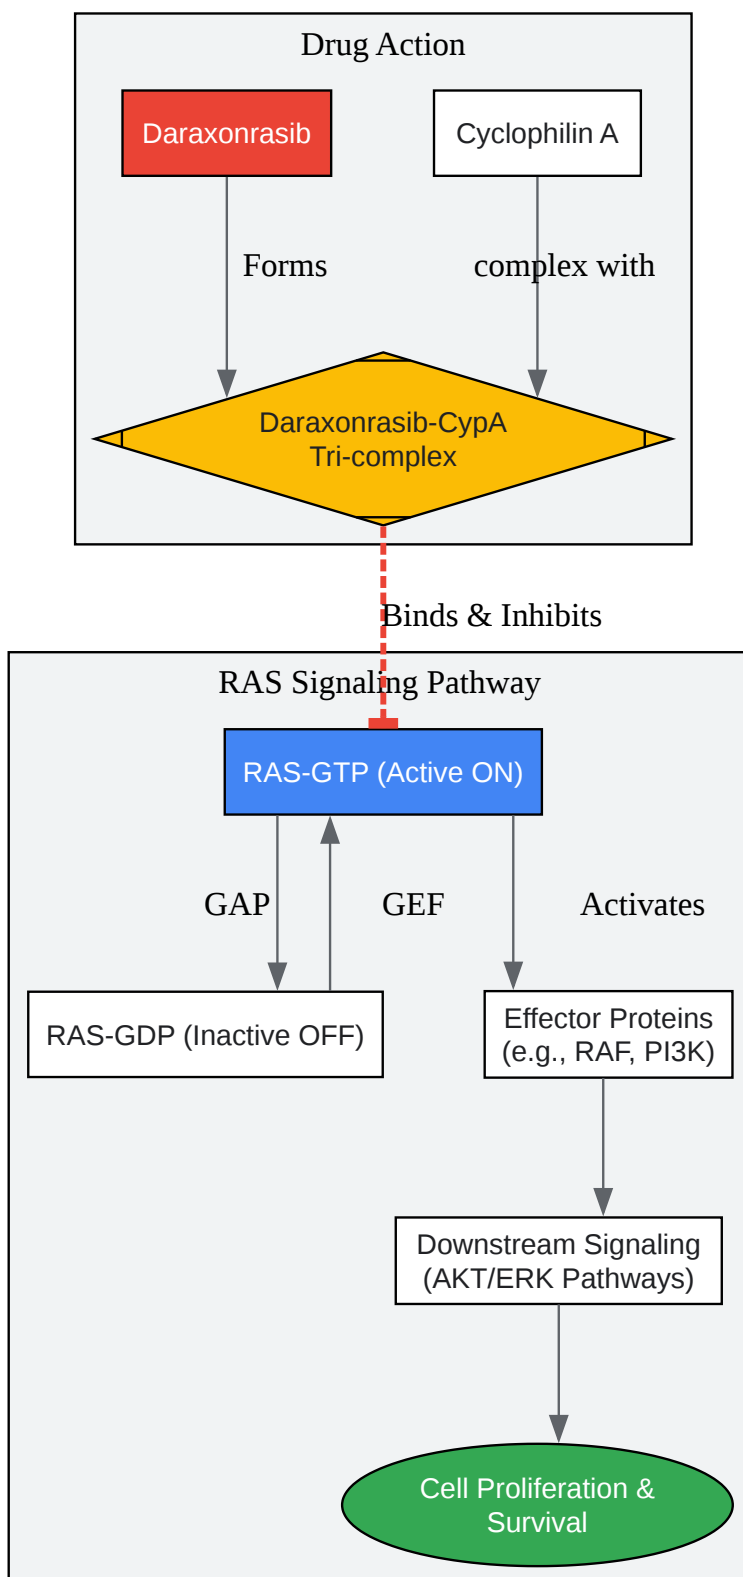 Drug Action
Daraxonrasib
Cyclophilin A
Forms
complex with
Daraxonrasib-CypA
Tri-complex
Binds & Inhibits
RAS Signaling Pathway
RAS-GTP (Active ON)
GAP
GEF
Activates
RAS-GDP (Inactive OFF)
Effector Proteins
(e.g., RAF, PI3K)
Downstream Signaling
(AKT/ERK Pathways)
Cell Proliferation &
Survival